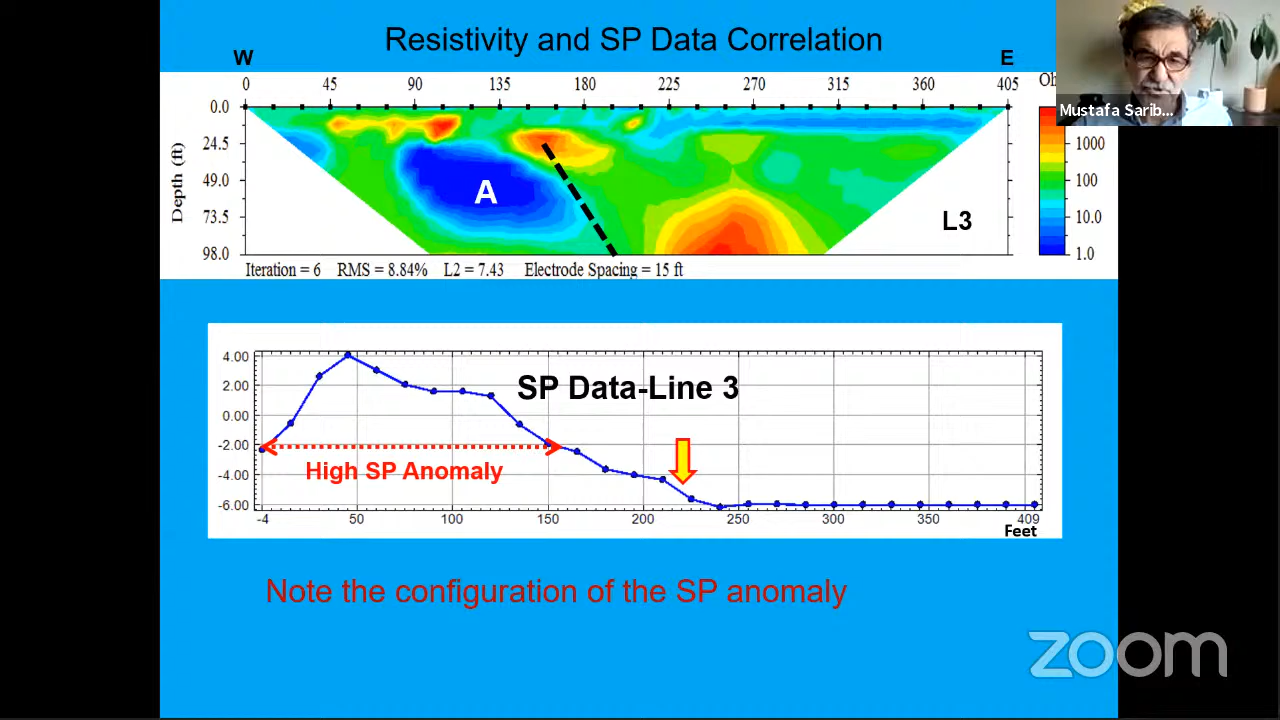 Resistivity and SP Data Correlation
W
E
0 45 90 135 180 225 270 315 360 405
Mustafa Sarib...
Depth (ft)
0.0
24.5
49.0
73.5
98.0
A
L3
1000
100
10.0
1.0
Iteration = 6 RMS = 8.84% L2 = 7.43 Electrode Spacing = 15 ft
SP Data-Line 3
4.00
2.00
0.00
-2.00
-4.00
-6.00
High SP Anomaly
-4 50 100 150 200 250 300 350 409
Feet
Note the configuration of the SP anomaly
zoom